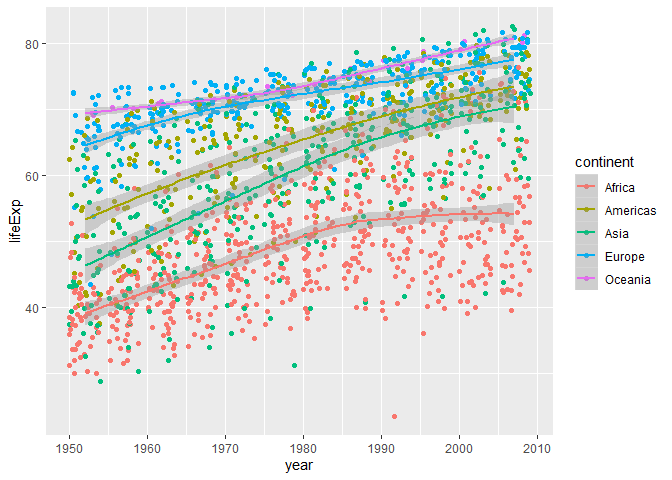 80
60
40
lifeExp
1950
1960
1970
1980
1990
2000
2010
year
continent
Africa
Americas
Asia
Europe
Oceania